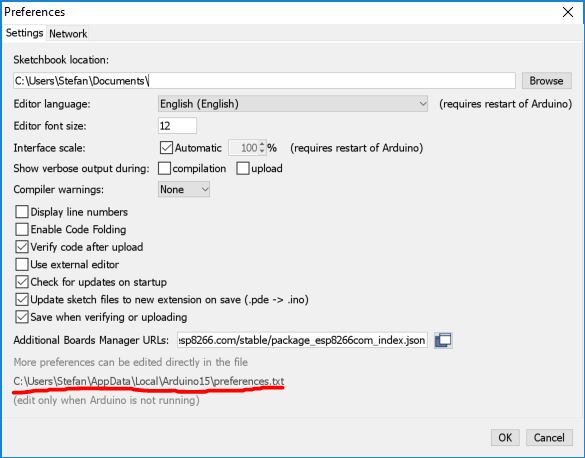 Preferences
Settings Network
Sketchbook location:
C:\Users\Stefan\Documents\ Browse
Editor language: English (English) (requires restart of Arduino)
Editor font size: 12
Interface scale: Automatic 100 % (requires restart of Arduino)
Show verbose output during: compilation upload
Compiler warnings: None
Display line numbers
Enable Code Folding
Verify code after upload
Use external editor
Check for updates on startup
Update sketch files to new extension on save (.pde -> .ino)
Save when verifying or uploading
Additional Boards Manager URLs: esp8266.com/stable/package_esp8266com_index.json
More preferences can be edited directly in the file
C:\Users\Stefan\AppData\Local\Arduino15\preferences.txt
(edit only when Arduino is not running)
OK Cancel